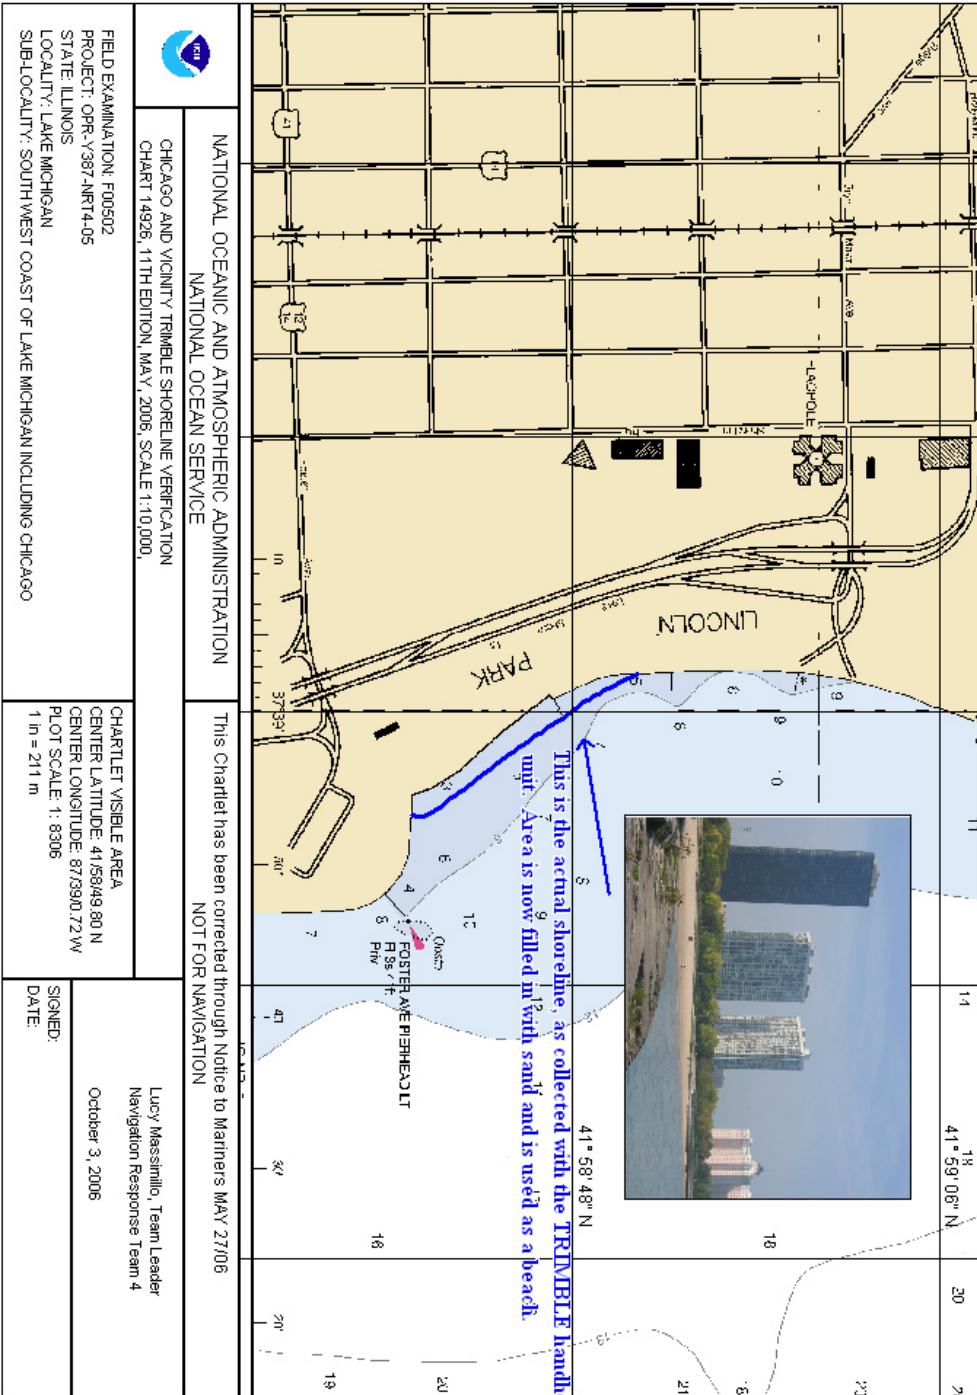 41° 59' 06" N
41° 58' 48" N
LINCOLN
PARK
This is the actual shoreline, as collected with the TRIMBLE handh
unit. Area is now filled in with sand and is used as a beach.
FOSTER AVE PIERHEAD LT
Priv
87°39'
50'
30'
20'
NATIONAL OCEANIC AND ATMOSPHERIC ADMINISTRATION
NATIONAL OCEAN SERVICE
CHICAGO AND VICINITY TRIMBLE SHORELINE VERIFICATION
CHART 14926, 11TH EDITION, MAY, 2006, SCALE 1:10,000,
FIELD EXAMINATION: F00502
PROJECT: OPR-Y387-NRT4-05
STATE: ILLINOIS
LOCALITY: LAKE MICHIGAN
SUB-LOCALITY: SOUTH WEST COAST OF LAKE MICHIGAN INCLUDING CHICAGO
This Chartlet has been corrected through Notice to Mariners MAY 27/06
NOT FOR NAVIGATION
CHARTLET VISIBLE AREA
CENTER LATITUDE: 41/58/49.80 N
CENTER LONGITUDE: 87/39/0.72 W
PLOT SCALE: 1: 8306
1 in = 211 m
Lucy Massimillo, Team Leader
Navigation Response Team 4
October 3, 2006
SIGNED:
DATE: